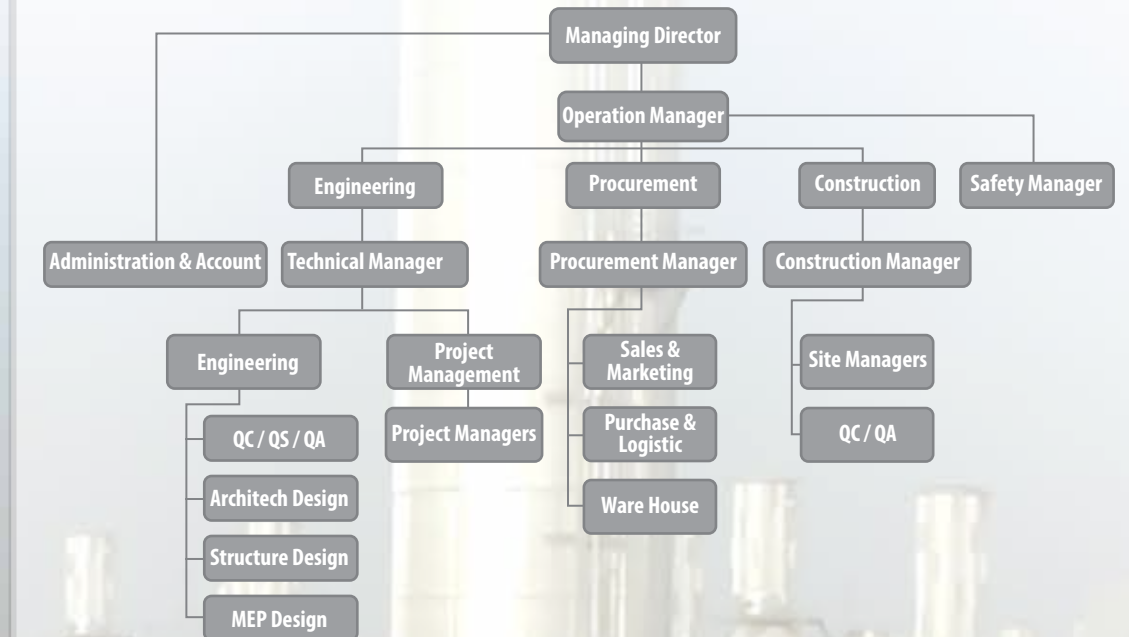 Managing Director
Operation Manager
Engineering
Procurement
Construction
Safety Manager
Administration & Account
Technical Manager
Procurement Manager
Construction Manager
Engineering
Project
Management
Sales &
Marketing
Site Managers
QC / QS / QA
Project Managers
Purchase &
Logistic
QC / QA
Architech Design
Ware House
Structure Design
MEP Design